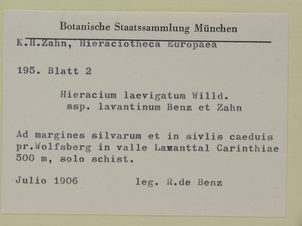 Botanische Staatssammlung München
K.H.Zahn, Hieraciotheca Europaea
195. Blatt 2
Hieracium laevigatum Willd.
ssp. lavantinum Benz et Zahn
Ad margines silvarum et in sivlis caeduis
pr.Wolfsberg in valle Lavanttal Carinthiae
500 m, solo schist.
Julio 1906 leg. R.de Benz